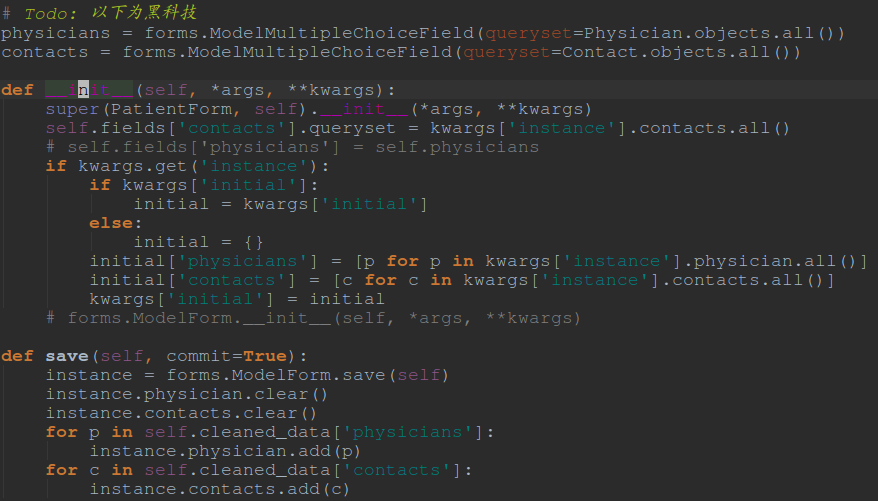 # Todo: 以下为黑科技
physicians = forms.ModelMultipleChoiceField(queryset=Physician.objects.all())
contacts = forms.ModelMultipleChoiceField(queryset=Contact.objects.all())
def __init__(self, *args, **kwargs):
super(PatientForm, self).__init__(*args, **kwargs)
self.fields['contacts'].queryset = kwargs['instance'].contacts.all()
# self.fields['physicians'] = self.physicians
if kwargs.get('instance'):
if kwargs['initial']:
initial = kwargs['initial']
else:
initial = {}
initial['physicians'] = [p for p in kwargs['instance'].physician.all()]
initial['contacts'] = [c for c in kwargs['instance'].contacts.all()]
kwargs['initial'] = initial
# forms.ModelForm.__init__(self, *args, **kwargs)
def save(self, commit=True):
instance = forms.ModelForm.save(self)
instance.physician.clear()
instance.contacts.clear()
for p in self.cleaned_data['physicians']:
instance.physician.add(p)
for c in self.cleaned_data['contacts']:
instance.contacts.add(c)